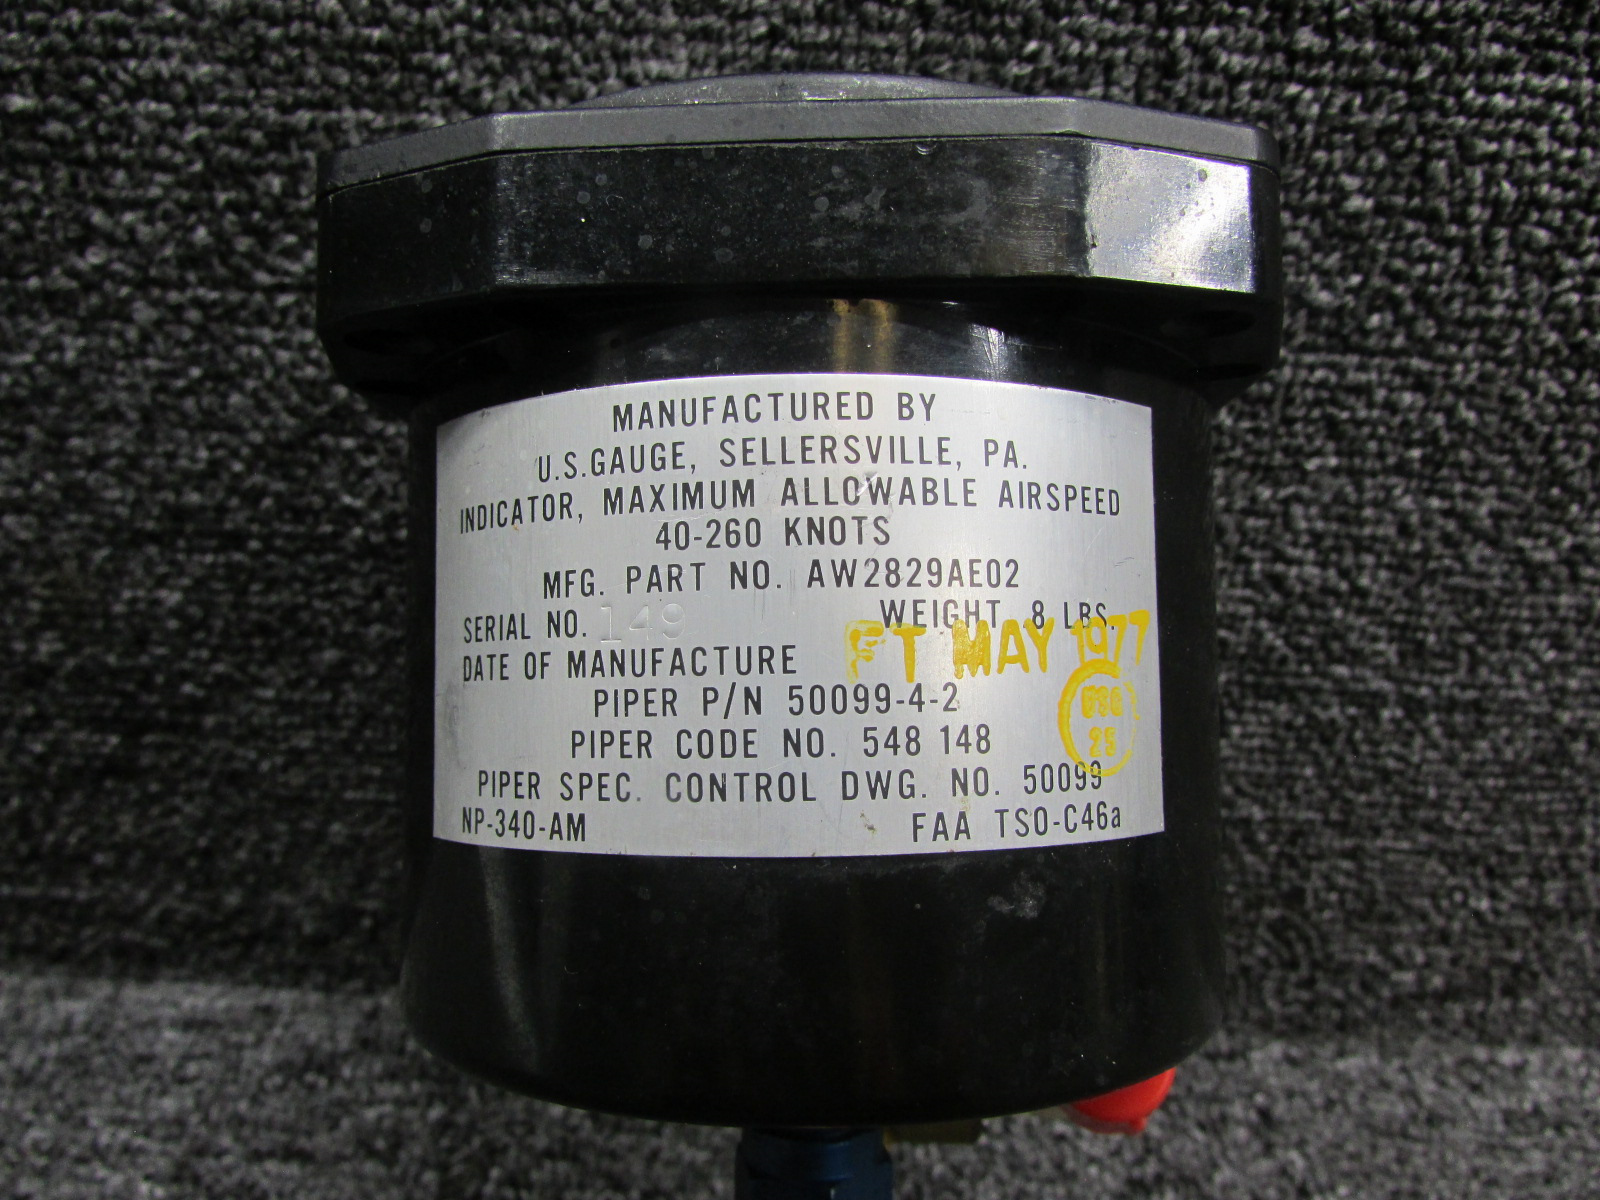 MANUFACTURED BY
U.S.GAUGE, SELLERSVILLE, PA.
INDICATOR, MAXIMUM ALLOWABLE AIRSPEED
40-260 KNOTS
MFG. PART NO. AW2829AE02
SERIAL NO. 149 WEIGHT .8 LBS.
DATE OF MANUFACTURE FT MAY 1977
PIPER P/N 50099-4-2
USG
25
PIPER CODE NO. 548 148
PIPER SPEC. CONTROL DWG. NO. 50099
NP-340-AM FAA TSO-C46a